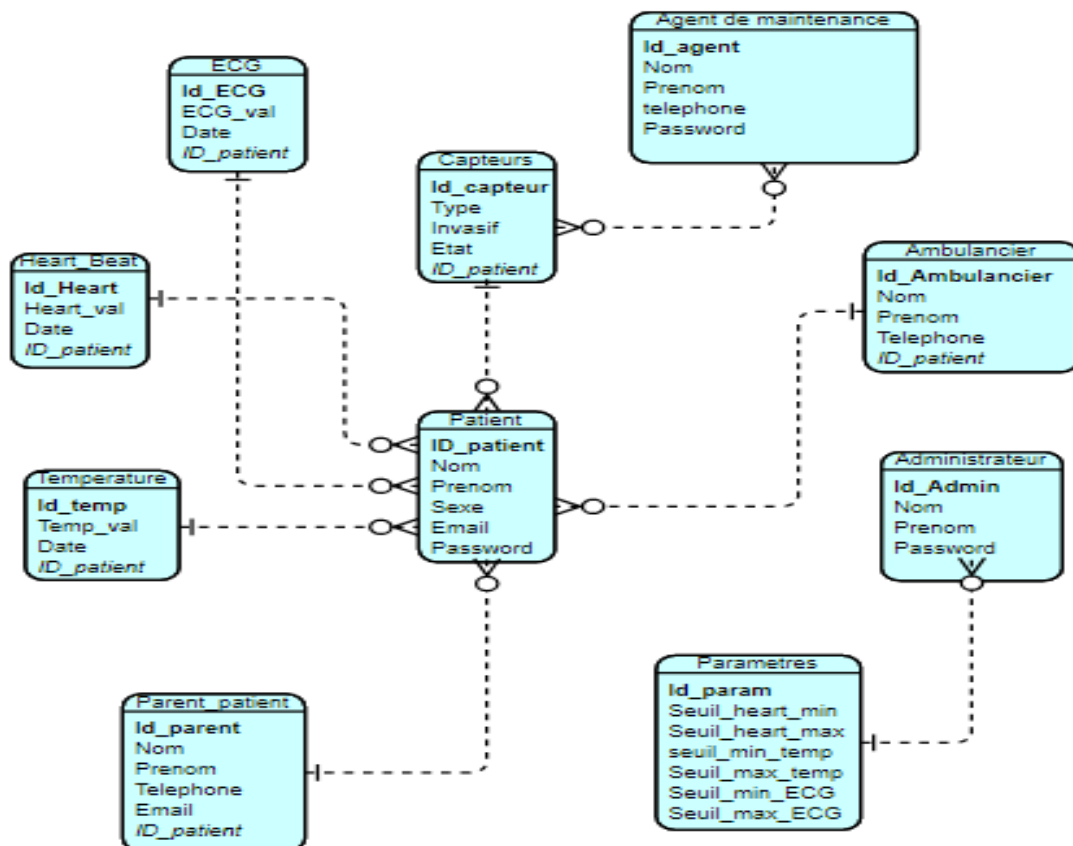 Agent de maintenance
Id_agent
Nom
Prenom
telephone
Password
ECG
Id_ECG
ECG_val
Date
ID_patient
Capteurs
Id_capteur
Type
Invasif
Etat
ID_patient
Heart_Beat
Id_Heart
Heart_val
Date
ID_patient
Ambulancier
Id_Ambulancier
Nom
Prenom
Telephone
ID_patient
Patient
ID_patient
Nom
Prenom
Sexe
Email
Password
Temperature
Id_temp
Temp_val
Date
ID_patient
Administrateur
Id_Admin
Nom
Prenom
Password
Parent_patient
Id_parent
Nom
Prenom
Telephone
Email
ID_patient
Parametres
Id_param
Seuil_heart_min
Seuil_heart_max
seuil_min_temp
Seuil_max_temp
Seuil_min_ECG
Seuil_max_ECG